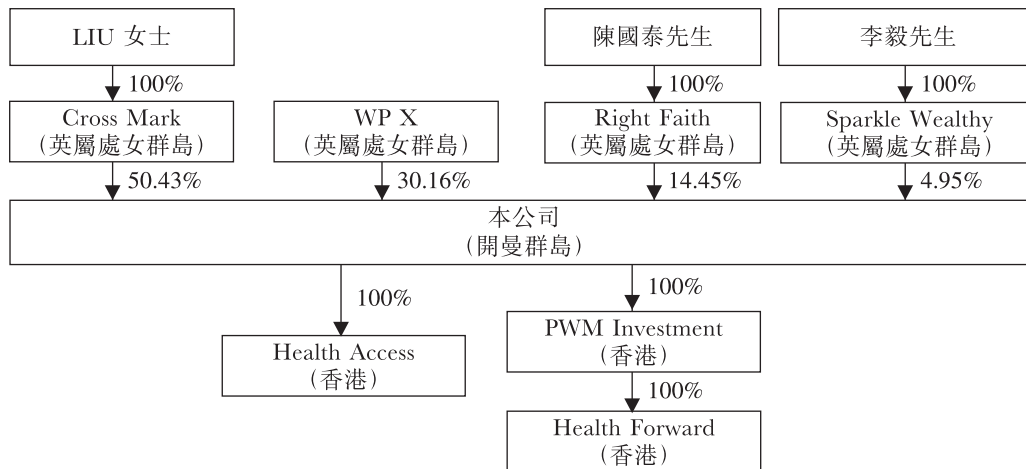 LIU 女士
陳國泰先生
李毅先生
100%
100%
100%
Cross Mark
(英屬處女群島)
WP X
(英屬處女群島)
Right Faith
(英屬處女群島)
Sparkle Wealthy
(英屬處女群島)
50.43%
30.16%
14.45%
4.95%
本公司
(開曼群島)
100%
100%
Health Access
(香港)
PWM Investment
(香港)
100%
Health Forward
(香港)